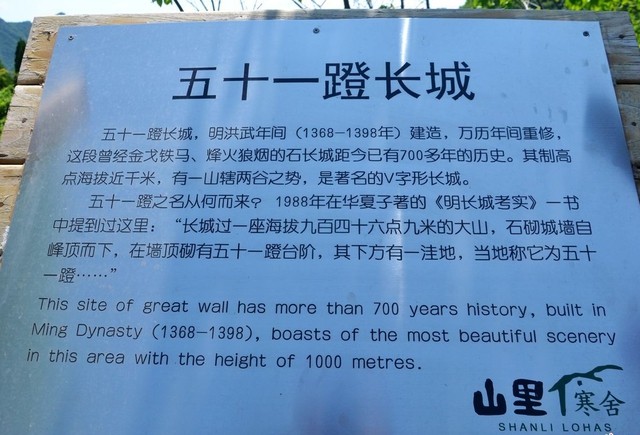 五十一蹬长城
五十一蹬长城，明洪武年间（1368-1398年）建造，万历年间重修，
这段曾经金戈铁马、烽火狼烟的石长城距今已有700多年的历史。其制高
点海拔近千米，有一山辖两谷之势，是著名的V字形长城。
五十一蹬之名从何而来？1988年在华夏子著的《明长城考实》一书
中提到过这里：“长城过一座海拔九百四十六点九米的大山，石砌城墙自
峰顶而下，在墙顶砌有五十一蹬台阶，其下方有一洼地，当地称它为五十
一蹬……”
This site of great wall has more than 700 years history, built in
Ming Dynasty (1368-1398), boasts of the most beautiful scenery
in this area with the height of 1000 metres.
山里寒舍
SHANLI LOHAS